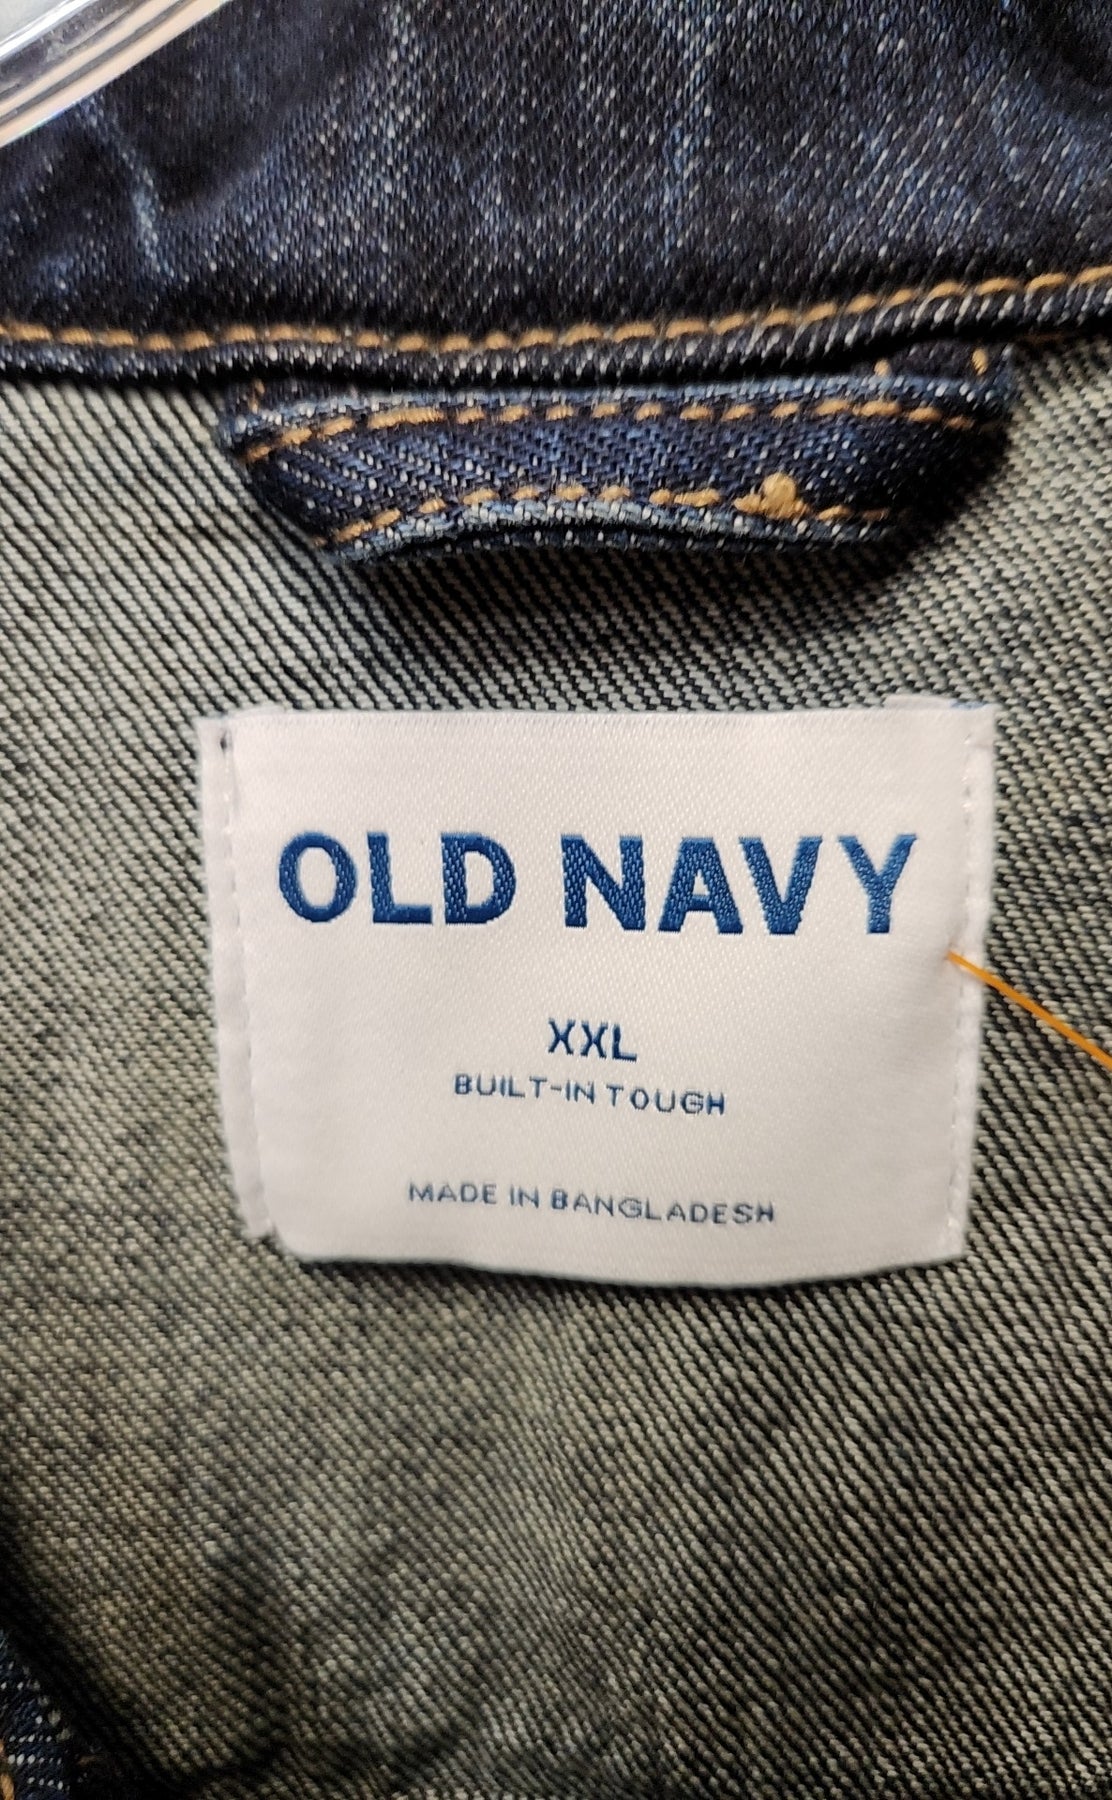 OLD NAVY
XXL
BUILT-IN TOUGH
MADE IN BANGLADESH